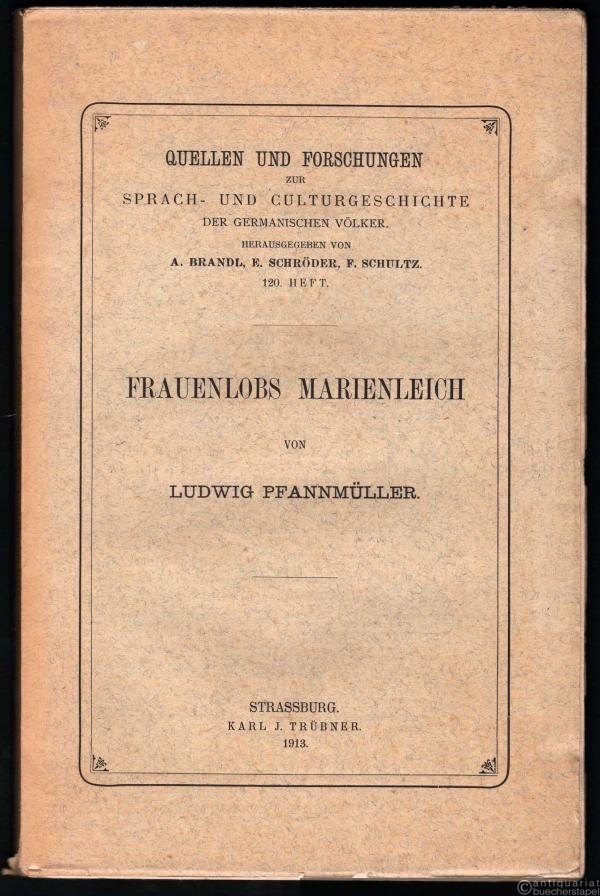 QUELLEN UND FORSCHUNGEN
ZUR
SPRACH- UND CULTURGESCHICHTE
DER GERMANISCHEN VÖLKER.
HERAUSGEGEBEN VON
A. BRANDL, E. SCHRÖDER, F. SCHULTZ.
120. HEFT.
FRAUENLOBS MARIENLEICH
VON
LUDWIG PFANNMÜLLER.
STRASSBURG.
KARL J. TRÜBNER.
1913.
antiquariat
buecherstapel